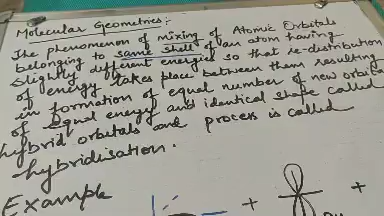 Molecular Geometries:-
The phenomenon of mixing of Atomic Orbitals
belonging to same shell of an atom having
slightly different energies so that re-distribution
of energy takes place between them resulting
in formation of equal number of new orbita
of equal energy and identical shape called
hybrid orbitals and process is called
hybridisation.
Example
+ +